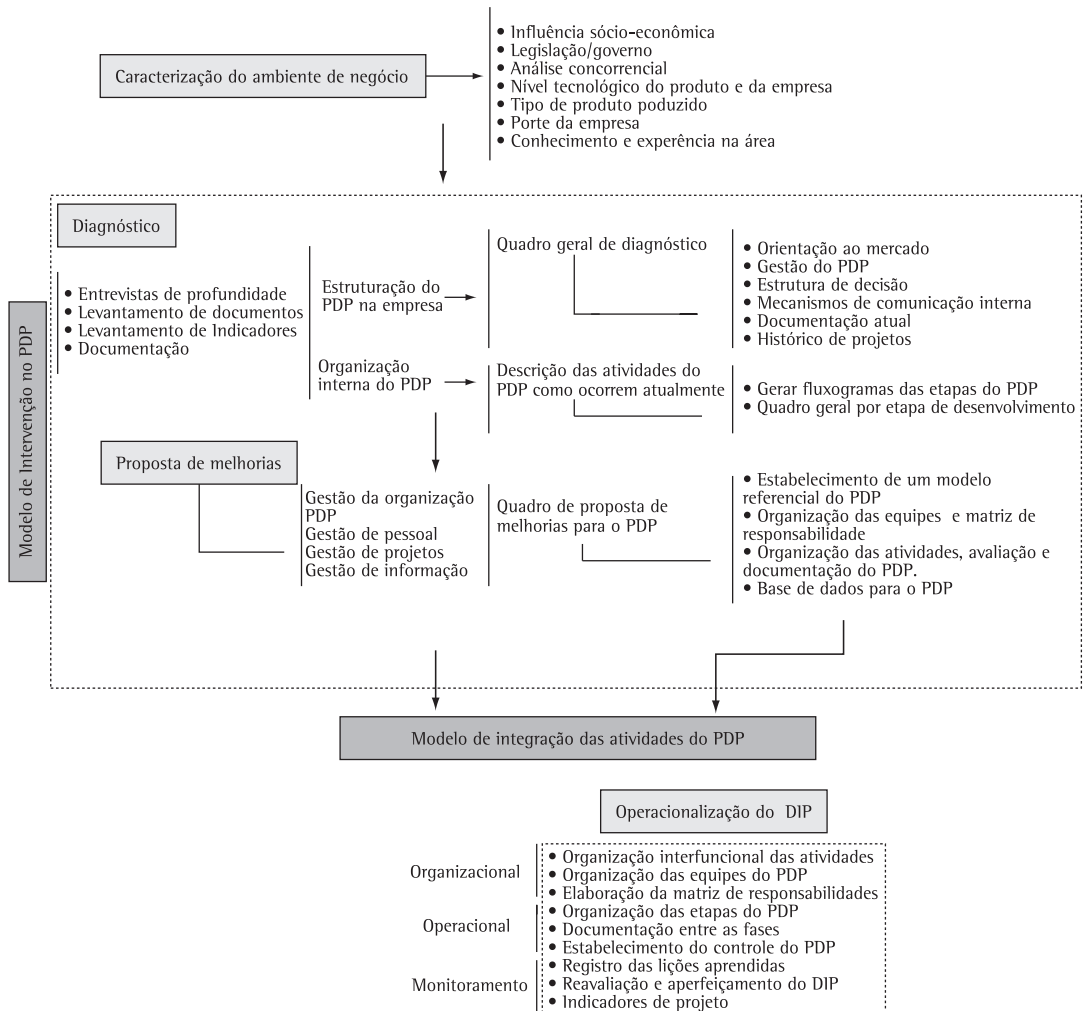 Caracterização do ambiente de negócio
• Influência sócio-econômica
• Legislação/governo
• Análise concorrencial
• Nível tecnológico do produto e da empresa
• Tipo de produto poduzido
• Porte da empresa
• Conhecimento e experência na área
Modelo de Intervenção no PDP
Diagnóstico
• Entrevistas de profundidade
• Levantamento de documentos
• Levantamento de Indicadores
• Documentação
Estruturação do
PDP na empresa
Quadro geral de diagnóstico
• Orientação ao mercado
• Gestão do PDP
• Estrutura de decisão
• Mecanismos de comunicação interna
• Documentação atual
• Histórico de projetos
Organização
interna do PDP
Descrição das atividades do
PDP como ocorrem atualmente
• Gerar fluxogramas das etapas do PDP
• Quadro geral por etapa de desenvolvimento
Proposta de melhorias
Gestão da organização
PDP
Gestão de pessoal
Gestão de projetos
Gestão de informação
Quadro de proposta de
melhorias para o PDP
• Estabelecimento de um modelo
referencial do PDP
• Organização das equipes e matriz de
responsabilidade
• Organização das atividades, avaliação e
documentação do PDP.
• Base de dados para o PDP
Modelo de integração das atividades do PDP
Operacionalização do DIP
Organizacional
• Organização interfuncional das atividades
• Organização das equipes do PDP
• Elaboração da matriz de responsabilidades
Operacional
• Organização das etapas do PDP
• Documentação entre as fases
• Estabelecimento do controle do PDP
Monitoramento
• Registro das lições aprendidas
• Reavaliação e aperfeiçamento do DIP
• Indicadores de projeto